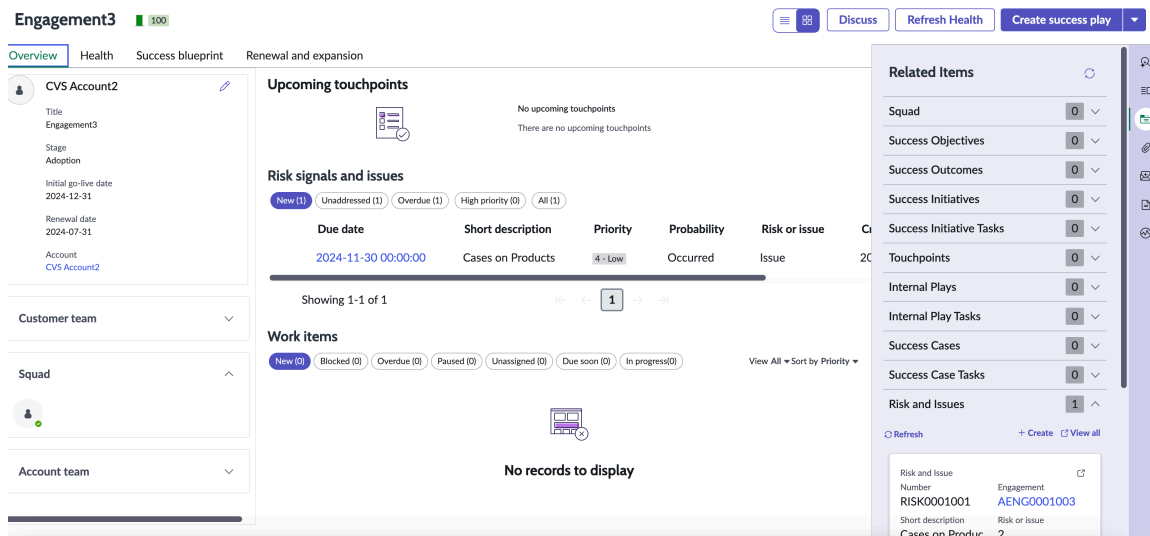 Engagement3
100
Discuss
Refresh Health
Create success play
Overview
Health
Success blueprint
Renewal and expansion
CVS Account2
Title
Engagement3
Stage
Adoption
Initial go-live date
2024-12-31
Renewal date
2024-07-31
Account
CVS Account2
Customer team
Squad
Account team
Upcoming touchpoints
No upcoming touchpoints
There are no upcoming touchpoints
Risk signals and issues
New (1) Unaddressed (1) Overdue (1) High priority (0) All (1)
Due date Short description Priority Probability Risk or issue
2024-11-30 00:00:00 Cases on Products 4 - Low Occurred Issue 20
Showing 1-1 of 1
1
Work items
New (0) Blocked (0) Overdue (0) Paused (0) Unassigned (0) Due soon (0) In progress(0)
View All Sort by Priority
No records to display
Related Items
Squad 0
Success Objectives 0
Success Outcomes 0
Success Initiatives 0
Success Initiative Tasks 0
Touchpoints 0
Internal Plays 0
Internal Play Tasks 0
Success Cases 0
Success Case Tasks 0
Risk and Issues 1
Refresh + Create View all
Risk and Issue
Number Engagement
RISK0001001 AENG0001003
Short description Risk or issue
Cases on Produc 2